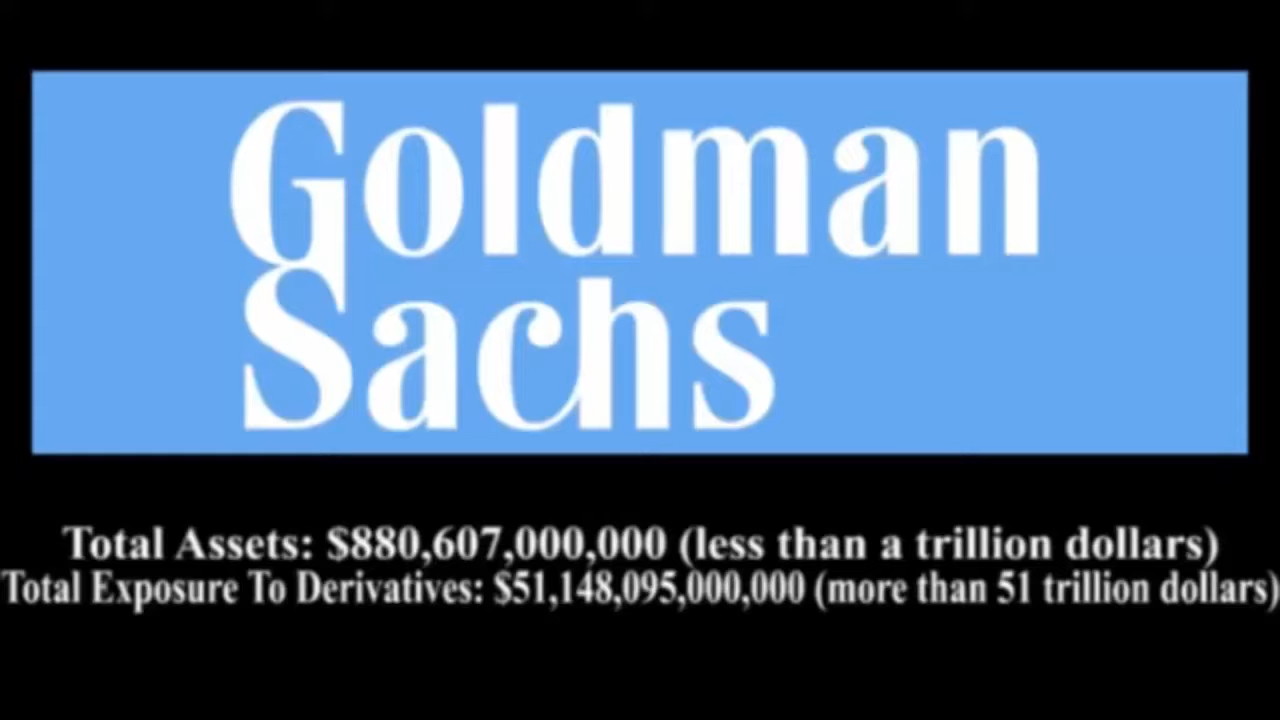 Goldman
Sachs
Total Assets: $880,607,000,000 (less than a trillion dollars)
Total Exposure To Derivatives: $51,148,095,000,000 (more than 51 trillion dollars)